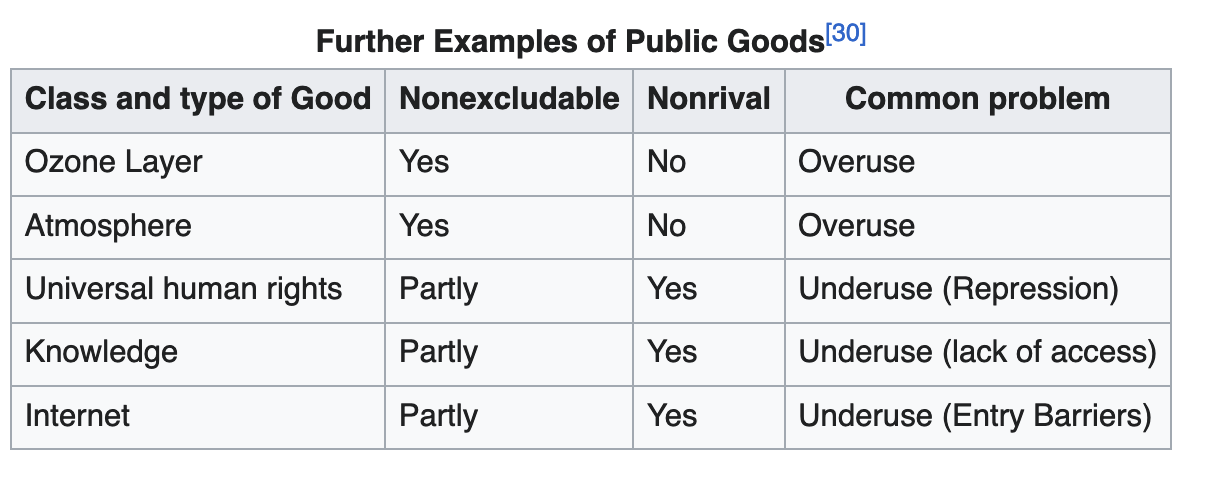 Further Examples of Public Goods[30]
Class and type of Good Nonexcludable Nonrival Common problem
Ozone Layer Yes No Overuse
Atmosphere Yes No Overuse
Universal human rights Partly Yes Underuse (Repression)
Knowledge Partly Yes Underuse (lack of access)
Internet Partly Yes Underuse (Entry Barriers)